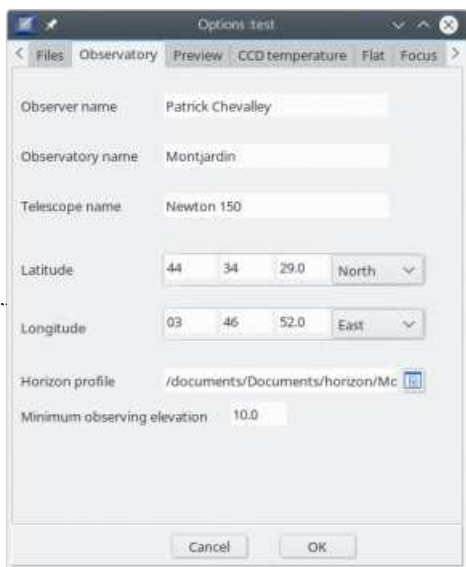 Options :test
Files Observatory Preview CCD temperature Flat Focus
Observer name Patrick Chevalley
Observatory name Montjardin
Telescope name Newton 150
Latitude 44 34 29.0 North
Longitude 03 46 52.0 East
Horizon profile /documents/Documents/horizon/Mc
Minimum observing elevation 10.0
Cancel OK